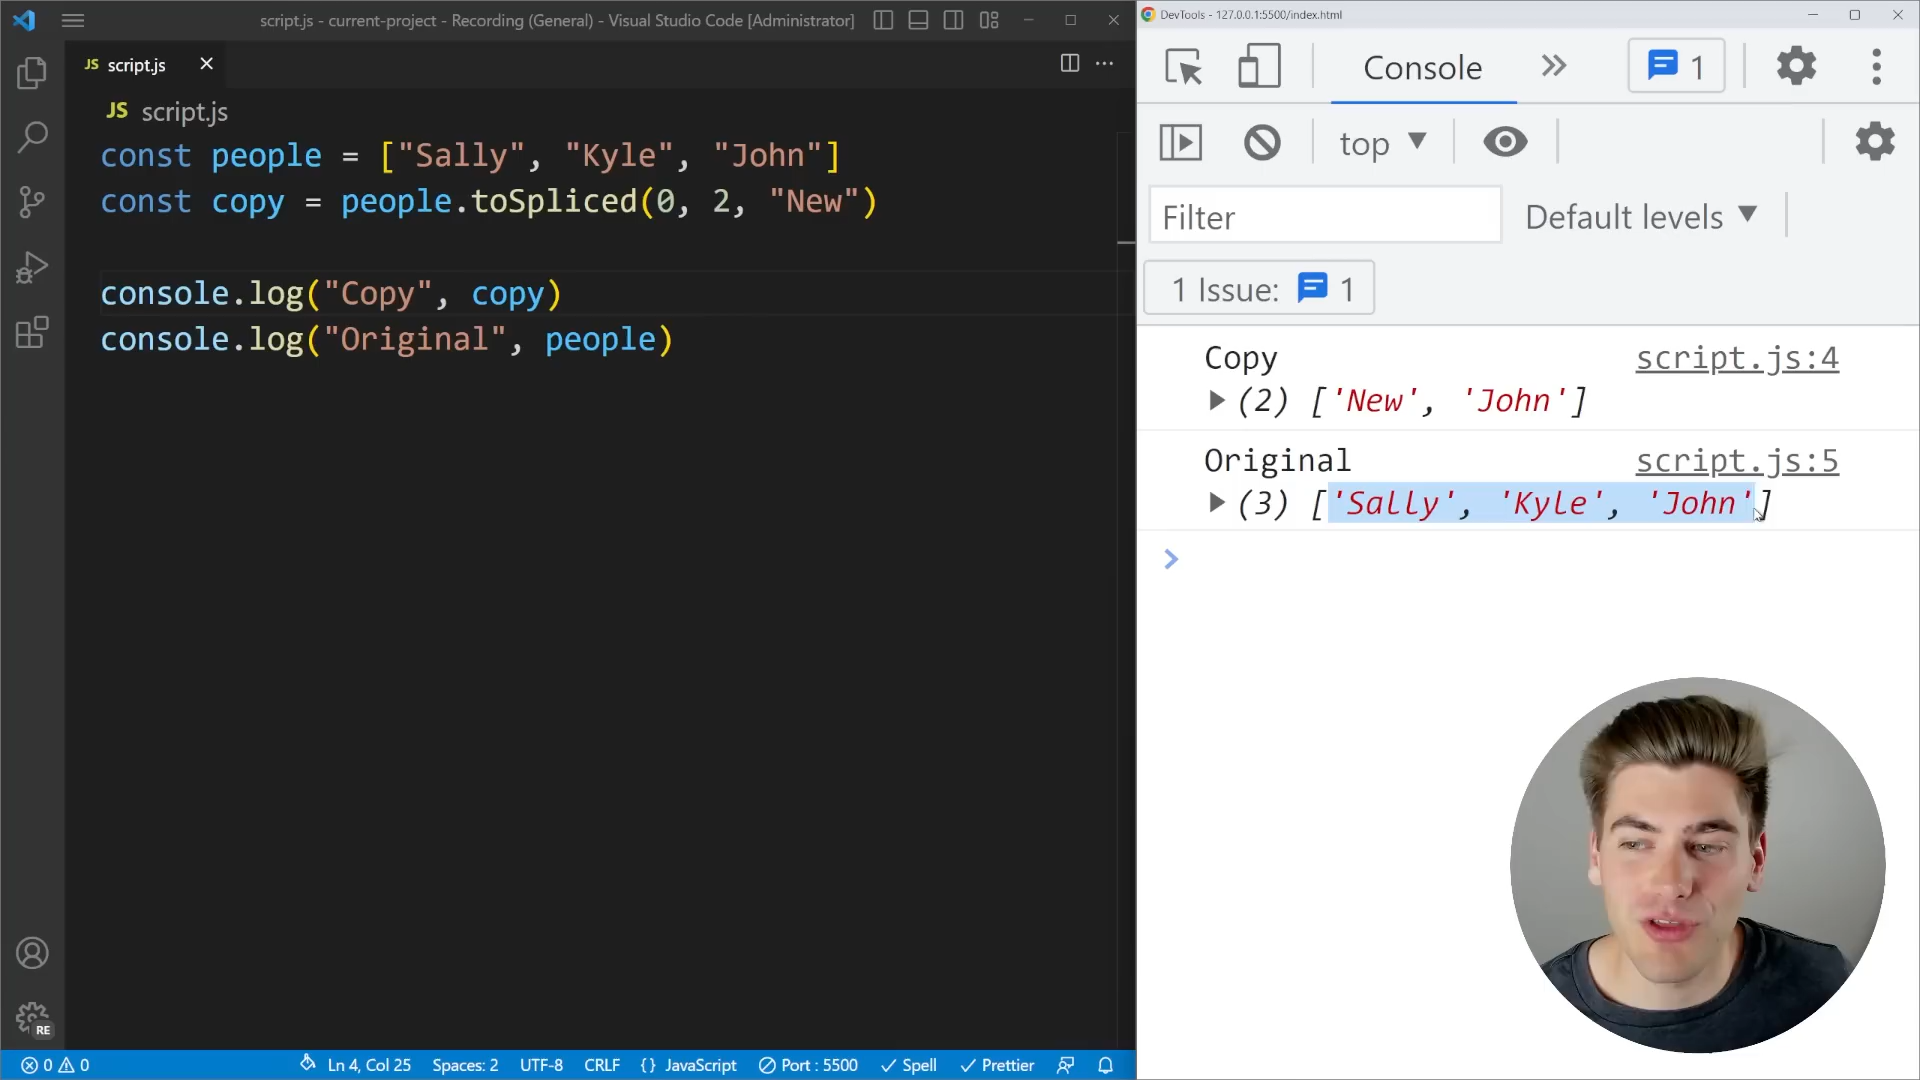 script.js - current-project - Recording (General) - Visual Studio Code [Administrator]
JS script.js
JS script.js
const people = ["Sally", "Kyle", "John"]
const copy = people.toSpliced(0, 2, "New")
console.log("Copy", copy)
console.log("Original", people)
RE
0 0 Ln 4, Col 25 Spaces: 2 UTF-8 CRLF {} JavaScript Port : 5500 Spell Prettier
DevTools - 127.0.0.1:5500/index.html
Console 1
top
Filter Default levels
1 Issue: 1
Copy script.js:4
(2) ['New', 'John']
Original script.js:5
(3) ['Sally', 'Kyle', 'John']